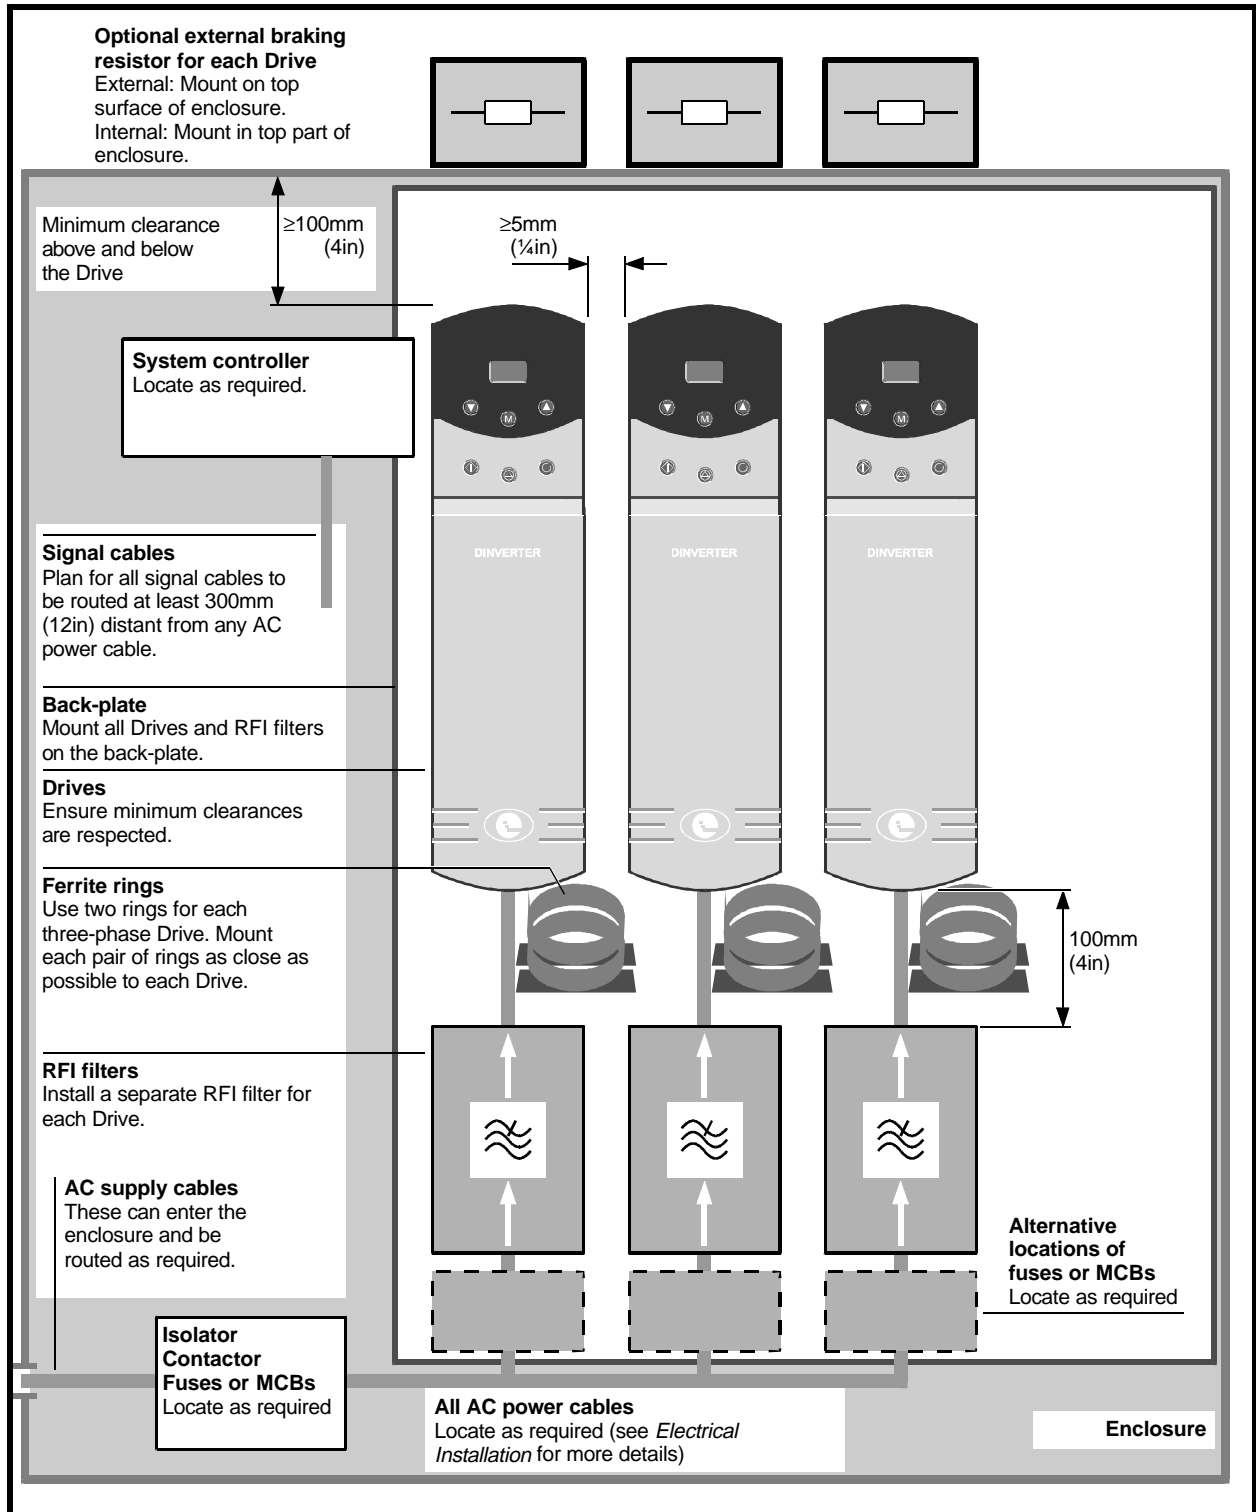 Optional external braking
resistor for each Drive
External: Mount on top
surface of enclosure.
Internal: Mount in top part of
enclosure.
Minimum clearance
above and below
the Drive
≥100mm
(4in)
≥5mm
(¼in)
System controller
Locate as required.
M
M
M
Signal cables
Plan for all signal cables to
be routed at least 300mm
(12in) distant from any AC
power cable.
DINVERTER
DINVERTER
DINVERTER
Back-plate
Mount all Drives and RFI filters
on the back-plate.
Drives
Ensure minimum clearances
are respected.
Ferrite rings
Use two rings for each
three-phase Drive. Mount
each pair of rings as close as
possible to each Drive.
100mm
(4in)
RFI filters
Install a separate RFI filter for
each Drive.
AC supply cables
These can enter the
enclosure and be
routed as required.
Alternative
locations of
fuses or MCBs
Locate as required
Isolator
Contactor
Fuses or MCBs
Locate as required
All AC power cables
Locate as required (see Electrical
Installation for more details)
Enclosure